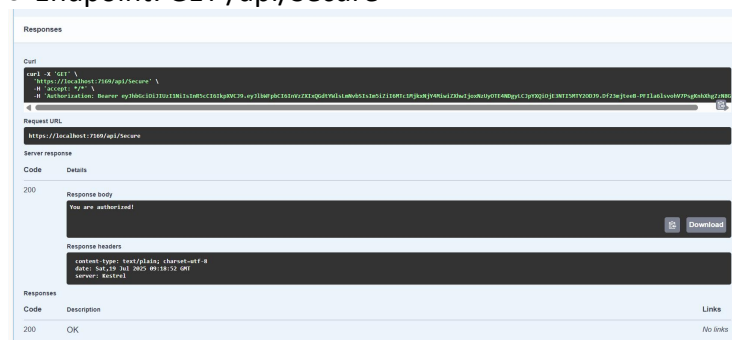 Endpoint: GET /api/Secure
Responses
Curl
curl -X 'GET' \
'https://localhost:7169/api/Secure' \
-H 'accept: */*' \
-H 'Authorization: Bearer
Request URL
https://localhost:7169/api/Secure
Server response
Code Details
200
Response body
You are authorized!
Download
Response headers
content-type: text/plain; charset=utf-8
date: Sat,19 Jul 2025 09:18:52 GMT
server: Kestrel
Responses
Code Description Links
200 OK No links